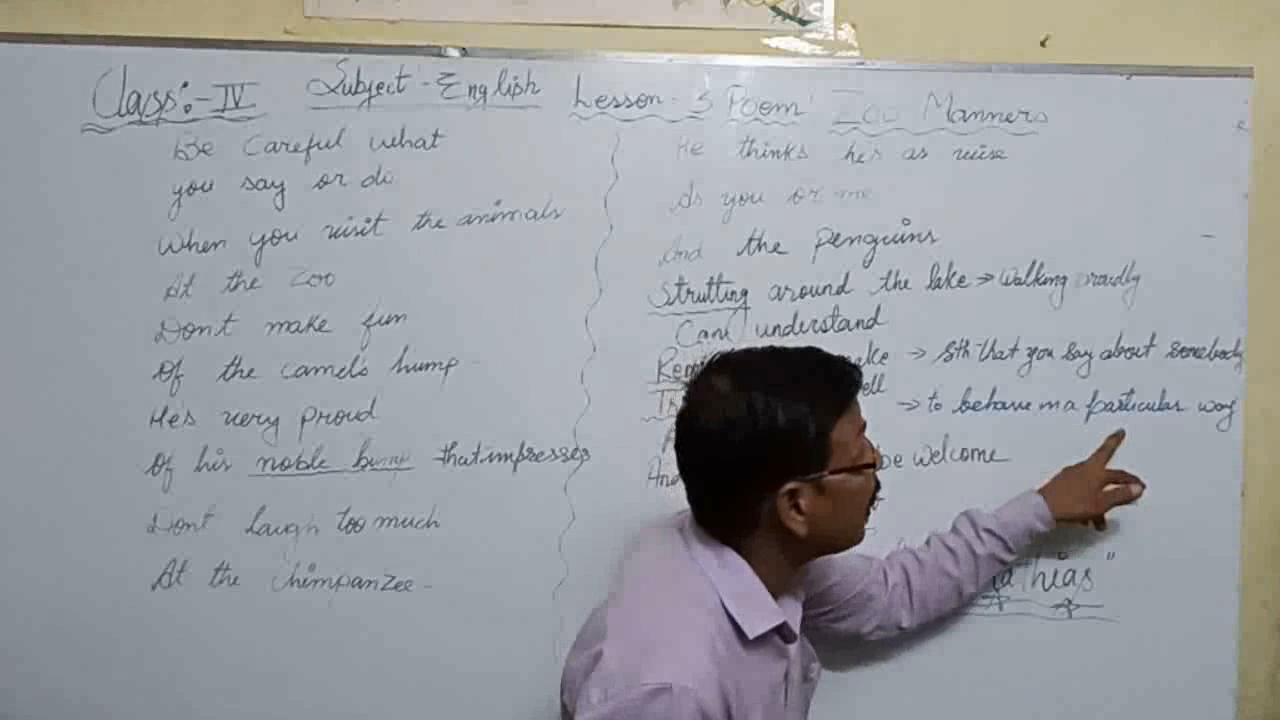 Class:- IV Subject - English Lesson - 3 Poem Zoo Manners
Be careful what
you say or do
When you visit the animals
At the Zoo
Don't make fun
Of the camel's hump
He's very proud
Of his noble bump that impresses
Don't laugh too much
At the chimpanzee
He thinks he's as wise
As you or me
And the penguins
Strutting around the lake → Walking proudly
Can understand
→ Sth that you say about somebody
→ to behave in a particular way
And be welcome